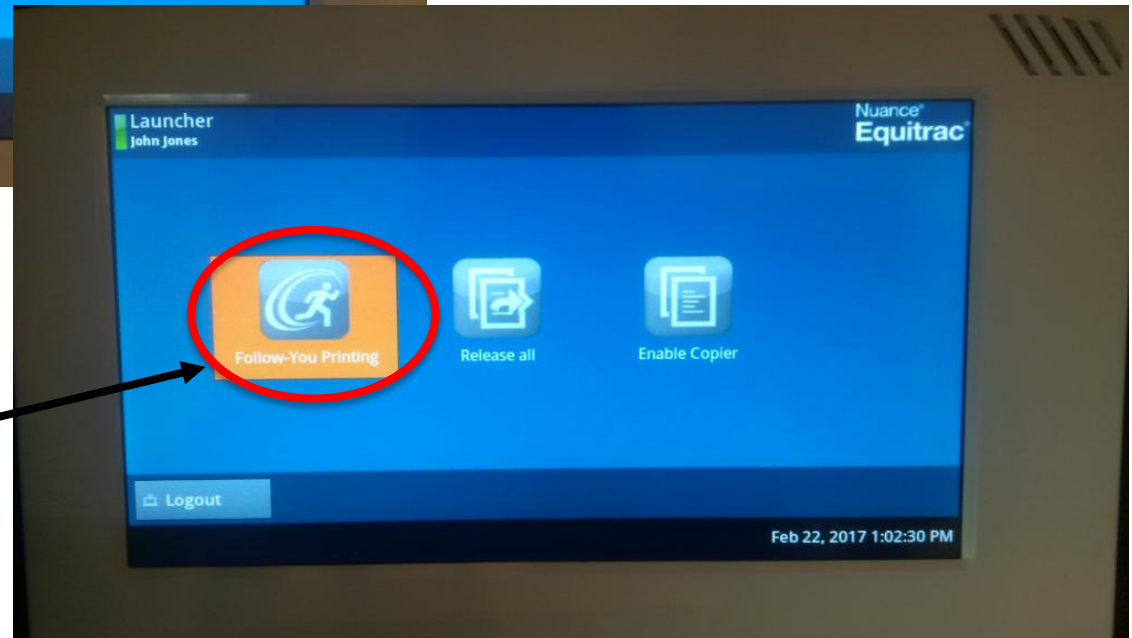 Launcher
John Jones
Nuance®
Equitrac®
Follow-You Printing
Release all
Enable Copier
Logout
Feb 22, 2017 1:02:30 PM